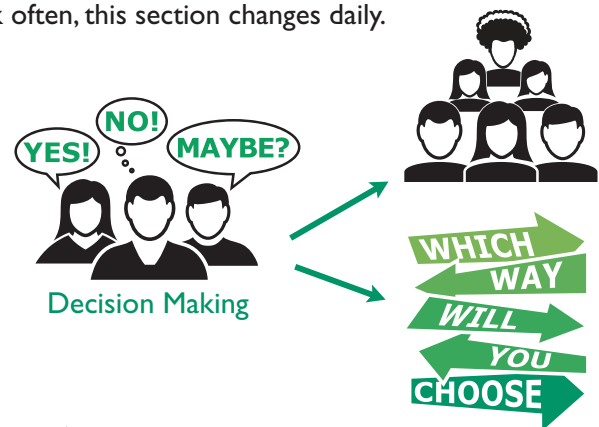 often, this section changes daily.
NO!
YES!
MAYBE?
Decision Making
WHICH
WAY
WILL
YOU
CHOOSE